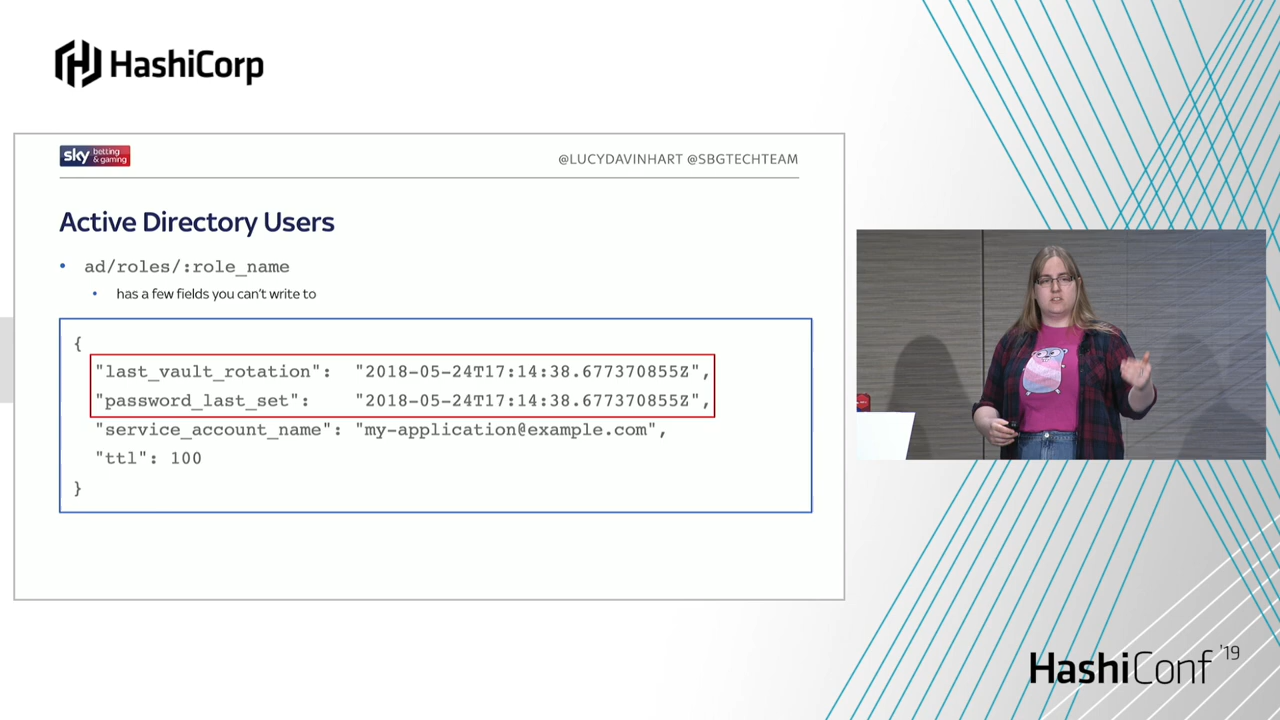 HashiCorp
sky betting & gaming
@LUCYDAVINHART @SBGTECHTEAM
Active Directory Users
• ad/roles/:role_name
• has a few fields you can't write to
{
"last_vault_rotation": "2018-05-24T17:14:38.677370855Z",
"password_last_set": "2018-05-24T17:14:38.677370855Z",
"service_account_name": "my-application@example.com",
"ttl": 100
}
HashiConf '19